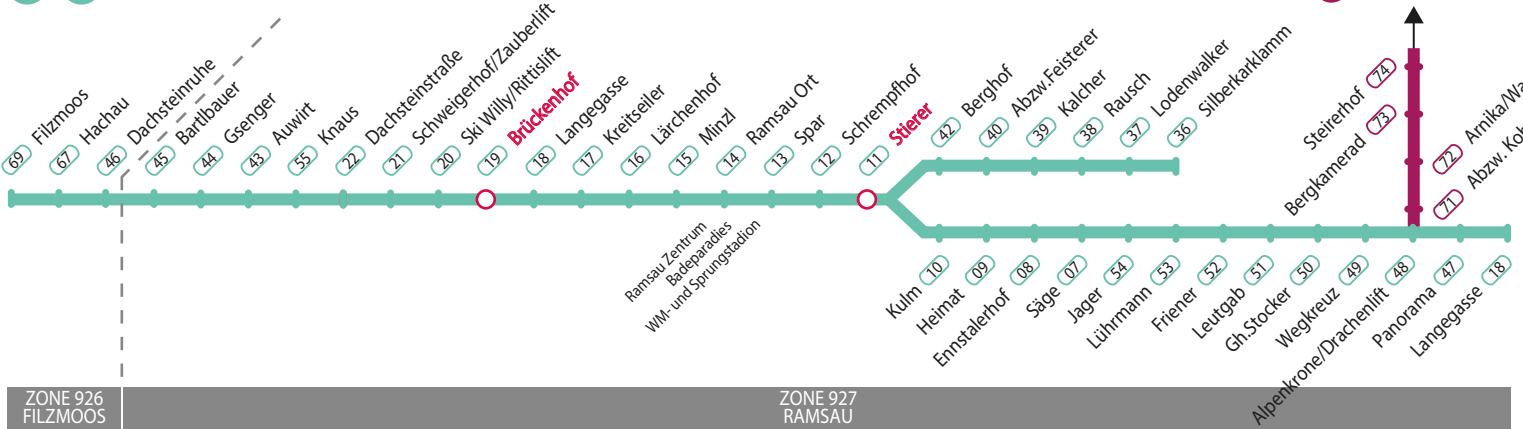 69 Filzmoos
67 Hachau
46 Dachsteinruhe
45 Bartlbauer
44 Gsenger
43 Auwirt
55 Knaus
22 Dachsteinstraße
21 Schweigerhof/Zauberlift
20 Ski Willy/Rittislift
19 Brückenhof
18 Langegasse
17 Kreitseiler
16 Lärchenhof
15 Minzl
14 Ramsau Ort
13 Spar
12 Schrempfhof
11 Stierer
42 Berghof
40 Abzw.Feisterer
39 Kalcher
38 Rausch
37 Lodenwalker
36 Silberkarklamm
Steirerhof 74
Bergkamerad 73
72 Arnika/Wa
71 Abzw. Kob
Ramsau Zentrum
Badeparadies
WM- und Sprungstadion
Kulm 10
Heimat 09
Ennstalerhof 08
Säge 07
Jager 54
Lührmann 53
Friener 52
Leutgab 51
Gh.Stocker 50
Wegkreuz 49
Alpenkrone/Drachenlift 48
Panorama 47
Langegasse 18
ZONE 926
FILZMOOS
ZONE 927
RAMSAU